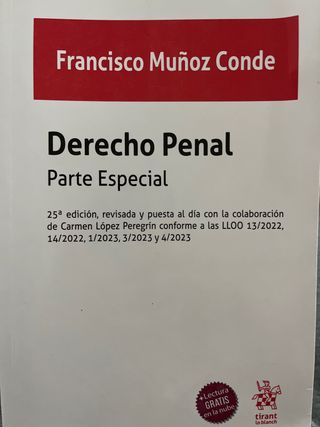 Francisco Muñoz Conde
Derecho Penal
Parte Especial
25ª edición, revisada y puesta al día con la colaboración
de Carmen López Peregrín conforme a las LLOO 13/2022,
14/2022, 1/2023, 3/2023 y 4/2023
+Lectura
GRATIS
en la nube
tirant
lo blanch